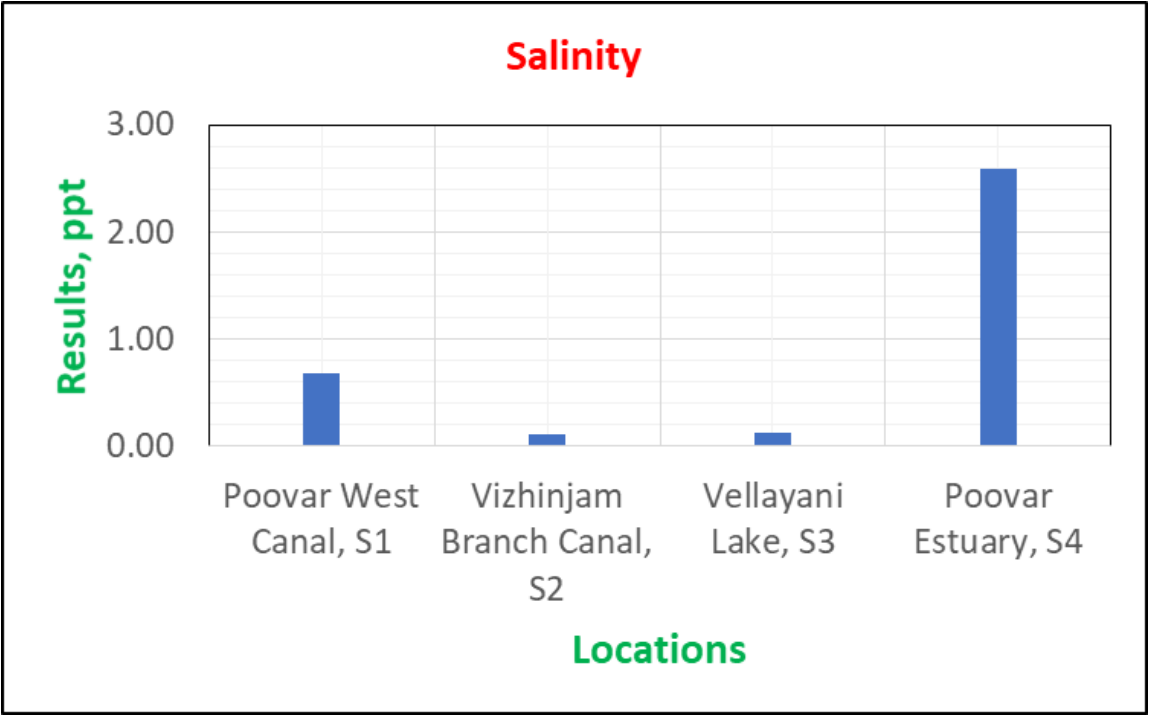 Salinity
3.00
2.00
1.00
0.00
Results, ppt
Poovar West
Canal, S1
Vizhinjam
Branch Canal,
S2
Vellayani
Lake, S3
Poovar
Estuary, S4
Locations